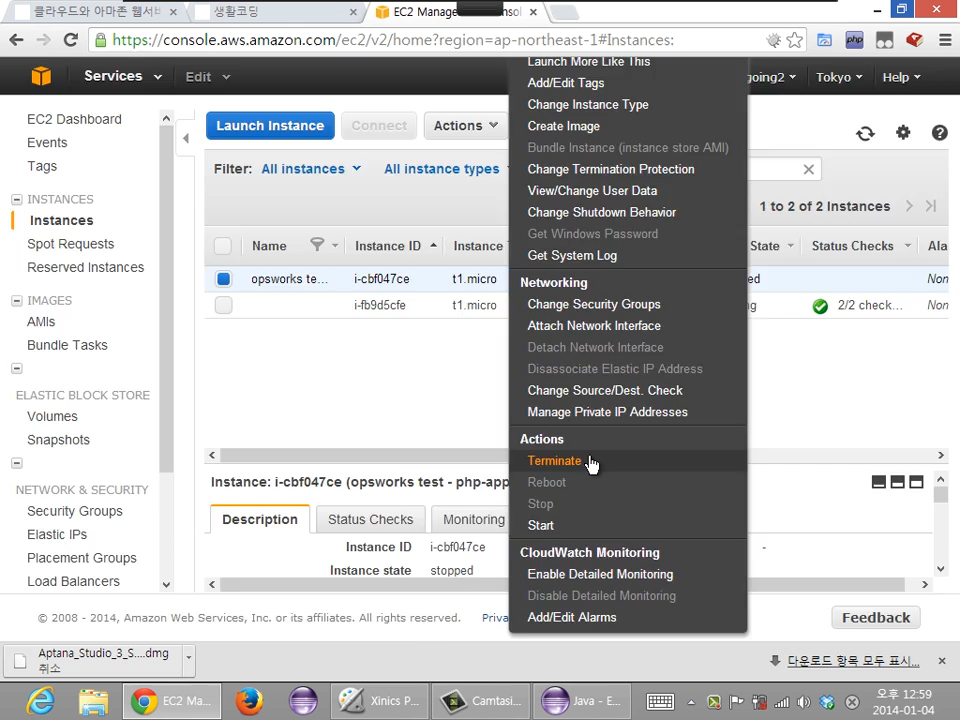 클라우드와 아마존 웹서비
생활코딩
EC2 Manage
onsol
https://console.aws.amazon.com/ec2/v2/home?region=ap-northeast-1#Instances:
php
Services
Edit
going2
Tokyo
Help
EC2 Dashboard
Events
Tags
INSTANCES
Instances
Spot Requests
Reserved Instances
IMAGES
AMIs
Bundle Tasks
ELASTIC BLOCK STORE
Volumes
Snapshots
NETWORK & SECURITY
Security Groups
Elastic IPs
Placement Groups
Load Balancers
Launch Instance
Connect
Actions
Filter:
All instances
All instance types
1 to 2 of 2 Instances
Name
Instance ID
Instance T
State
Status Checks
Ala
opsworks te...
i-cbf047ce
t1.micro
ed
Non
i-fb9d5cfe
t1.micro
ng
2/2 check...
Non
Launch More Like This
Add/Edit Tags
Change Instance Type
Create Image
Bundle Instance (instance store AMI)
Change Termination Protection
View/Change User Data
Change Shutdown Behavior
Get Windows Password
Get System Log
Networking
Change Security Groups
Attach Network Interface
Detach Network Interface
Disassociate Elastic IP Address
Change Source/Dest. Check
Manage Private IP Addresses
Actions
Terminate
Reboot
Stop
Start
CloudWatch Monitoring
Enable Detailed Monitoring
Disable Detailed Monitoring
Add/Edit Alarms
Instance: i-cbf047ce (opsworks test - php-app
Description
Status Checks
Monitoring
Instance ID
i-cbf047ce
-
Instance state
stopped
© 2008 - 2014, Amazon Web Services, Inc. or its affiliates. All rights reserved.
Priva
Feedback
Aptana_Studio_3_S....dmg
취소
다운로드 항목 모두 표시...
EC2 Ma...
Xinics P...
Camtasi...
Java - E...
오후 12:59
2014-01-04